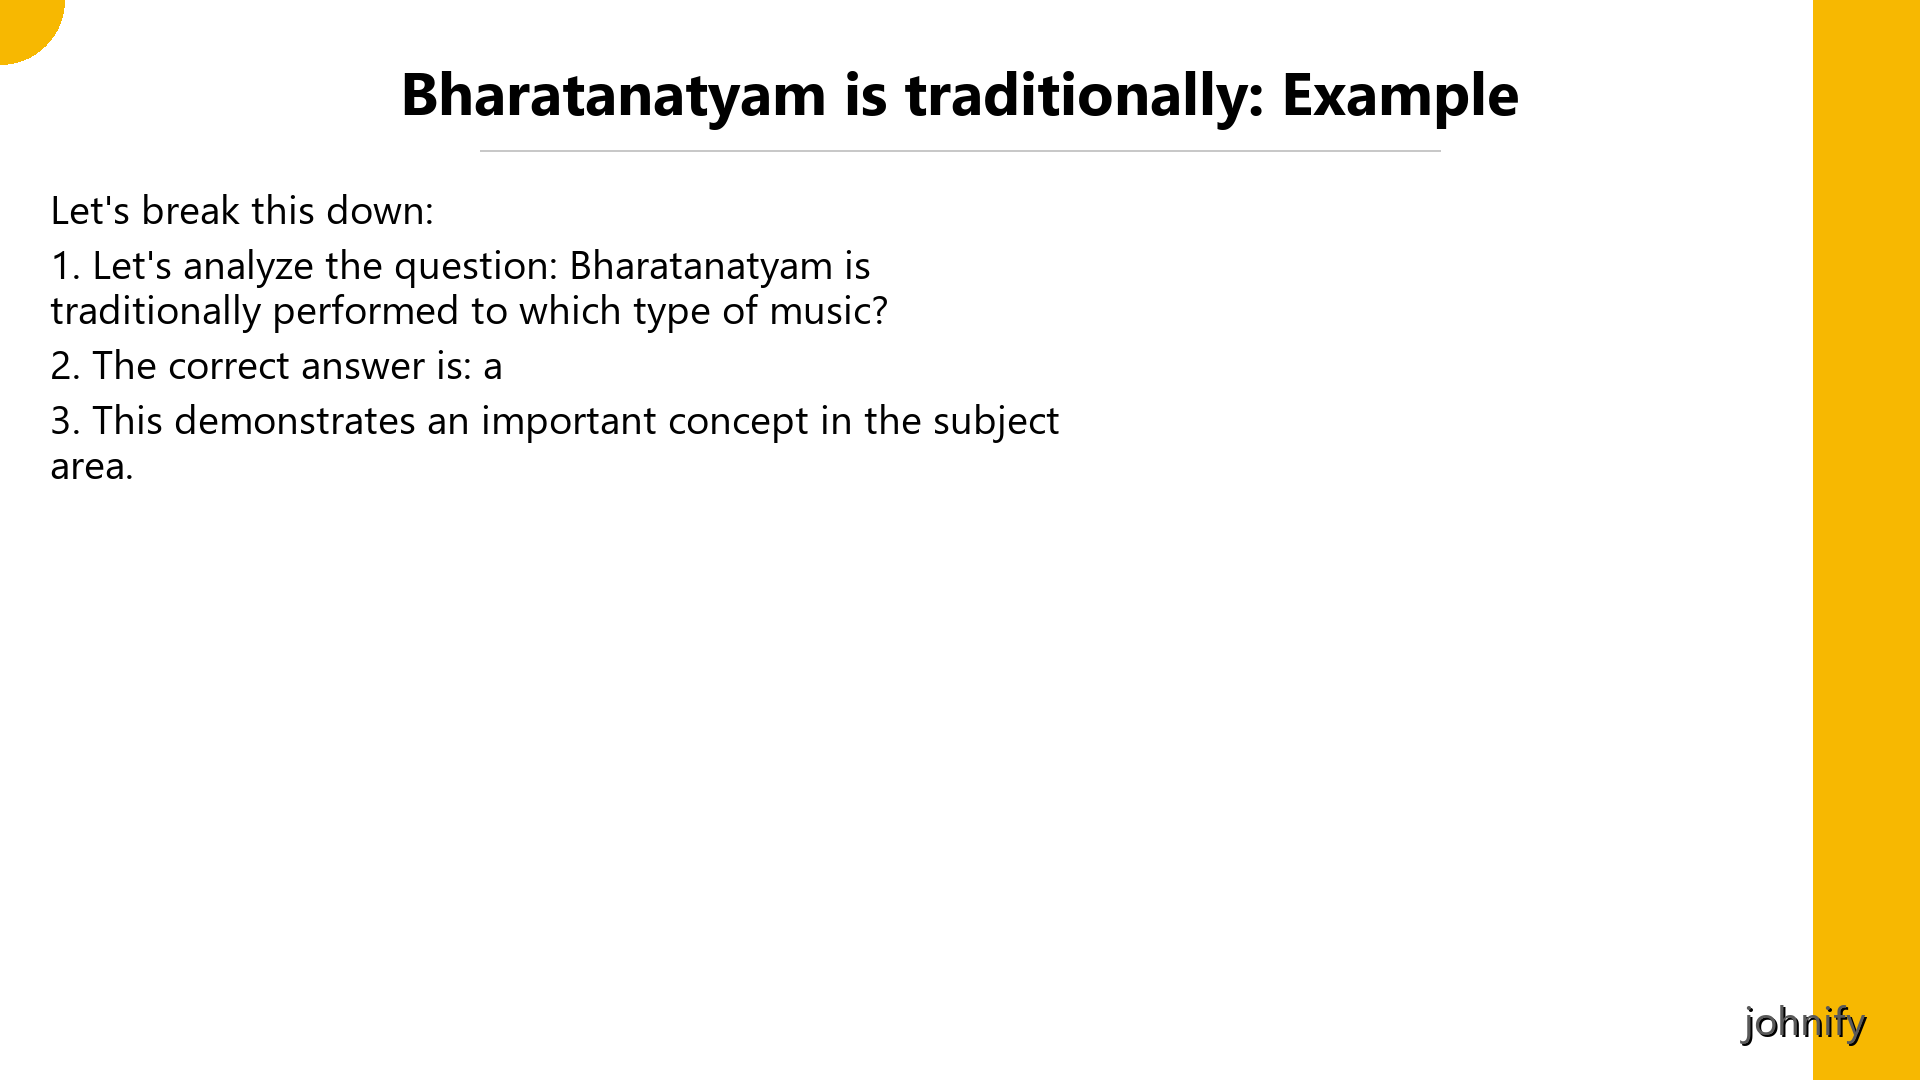 Bharatanatyam is traditionally: Example
Let's break this down:
1. Let's analyze the question: Bharatanatyam is
traditionally performed to which type of music?
2. The correct answer is: a
3. This demonstrates an important concept in the subject
area.
johnify